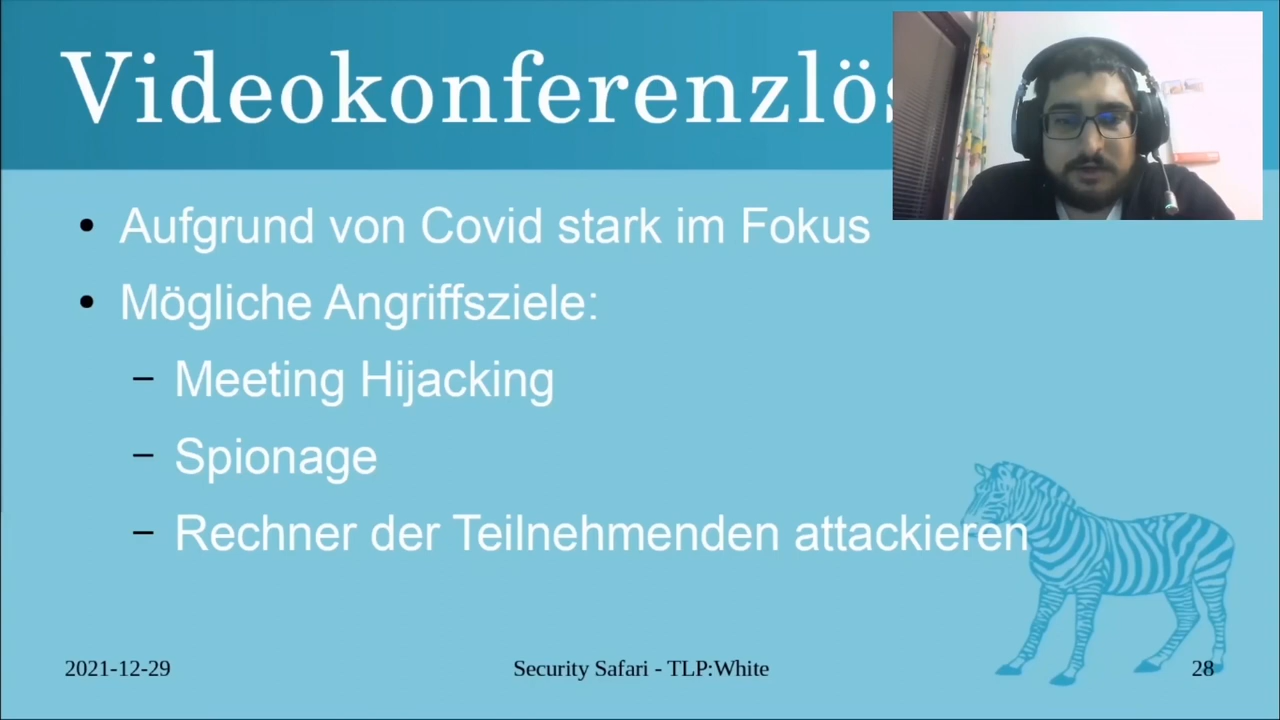 Videokonferenzlös
• Aufgrund von Covid stark im Fokus
• Mögliche Angriffsziele:
– Meeting Hijacking
– Spionage
– Rechner der Teilnehmenden attackieren
2021-12-29
Security Safari - TLP:White
28